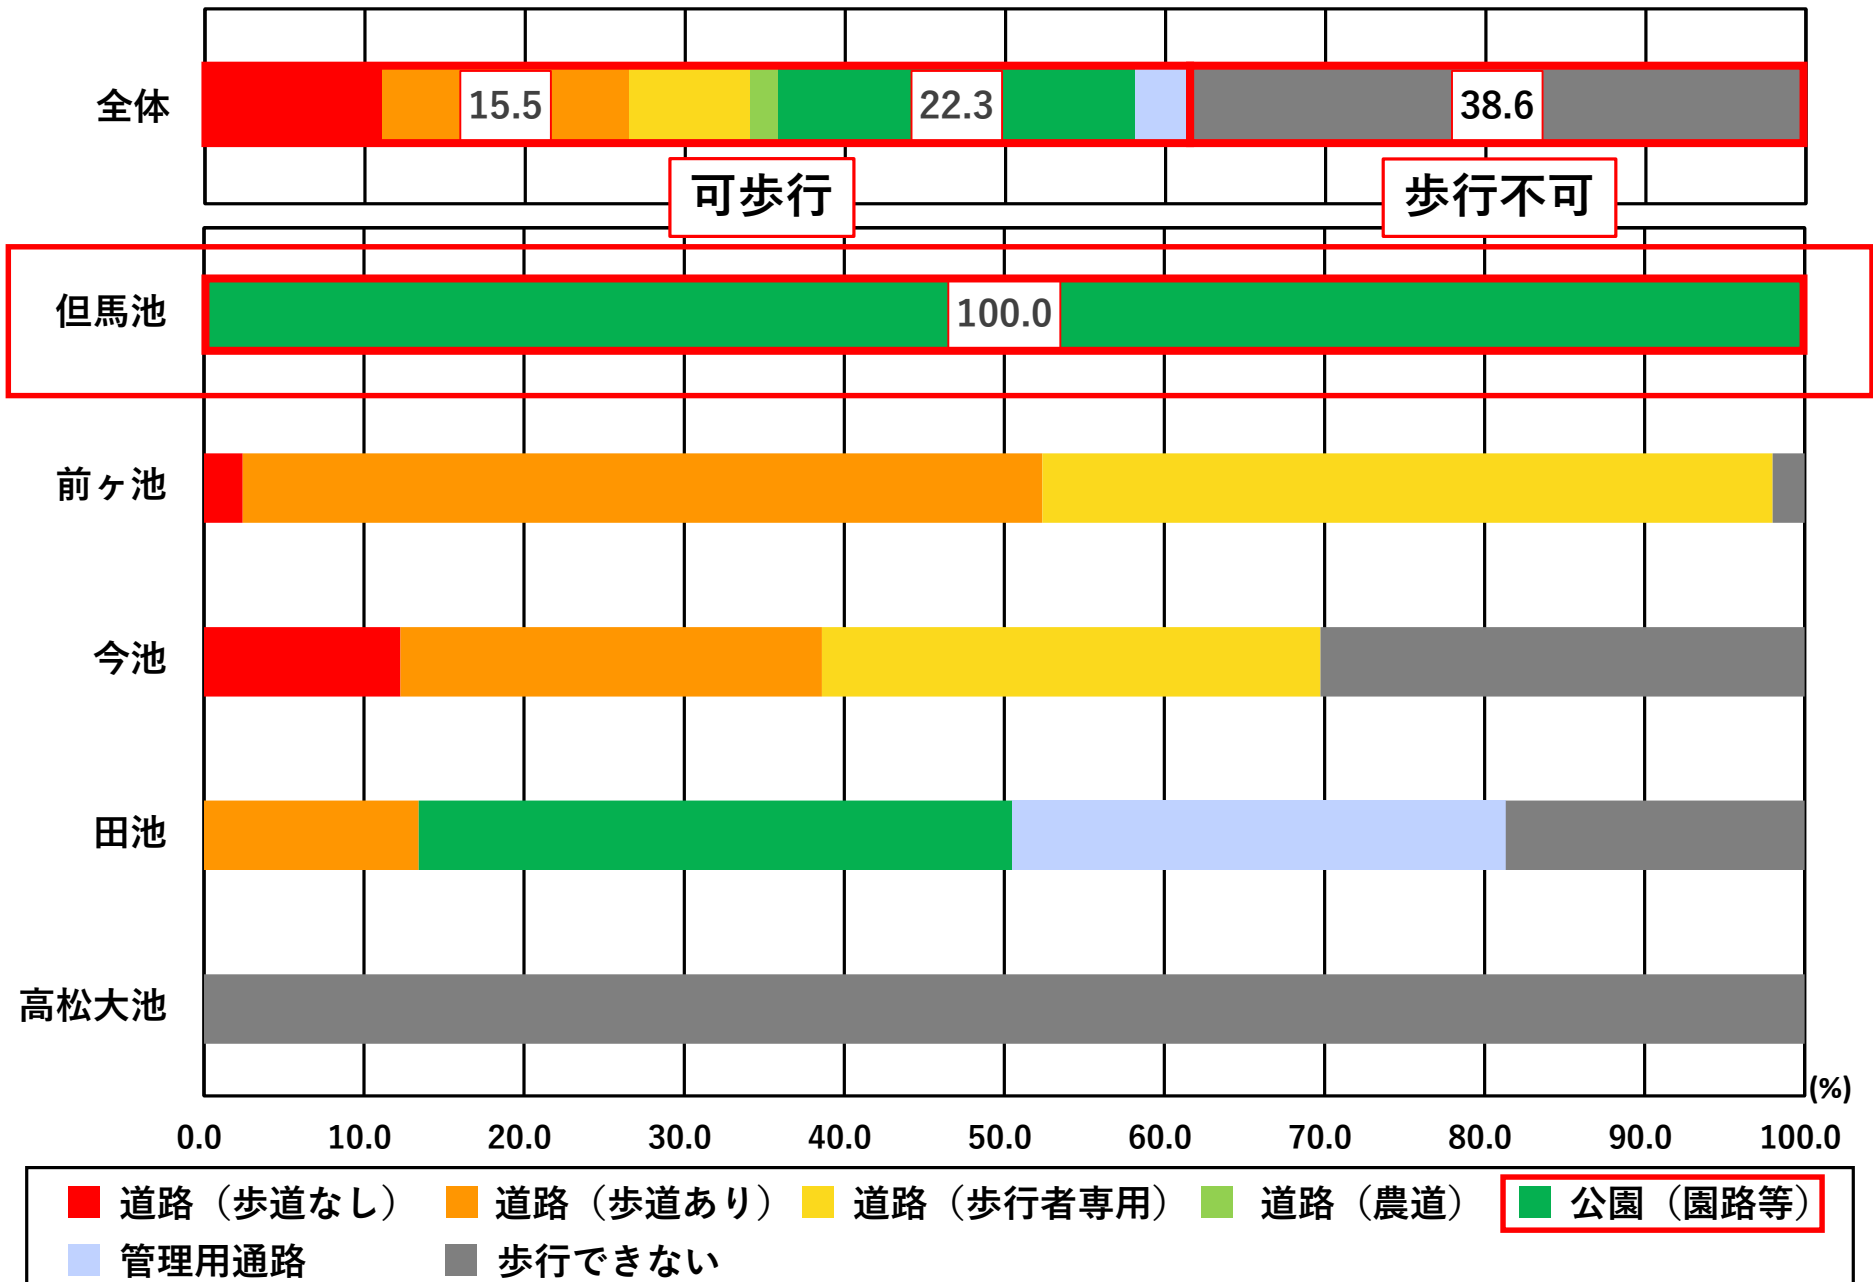 全体 15.5 22.3 38.6
可歩行 歩行不可
但馬池 100.0
前ヶ池
今池
田池
高松大池
(%)
0.0 10.0 20.0 30.0 40.0 50.0 60.0 70.0 80.0 90.0 100.0
道路（歩道なし） 道路（歩道あり） 道路（歩行者専用） 道路（農道） 公園（園路等）
管理用通路 歩行できない